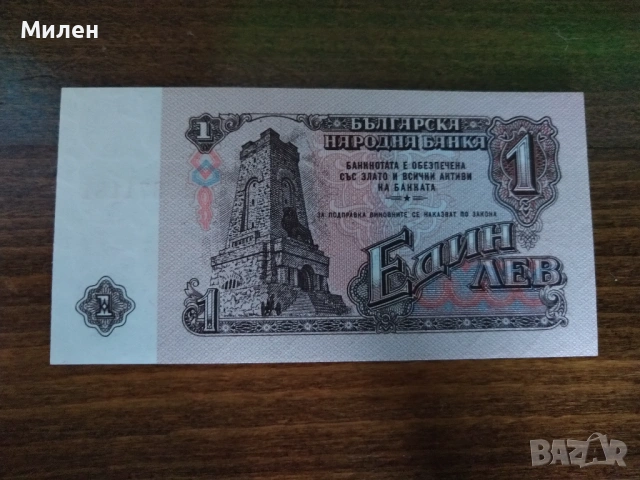 Милен
1
БЪЛГАРСКА
НАРОДНА БАНКА
БАНКНОТАТА Е ОБЕЗПЕЧЕНА
СЪС ЗЛАТО И ВСИЧКИ АКТИВИ
НА БАНКАТА
1
ЗА ПОДПРАВКА ВИНОВНИТЕ СЕ НАКАЗВАТ ПО ЗАКОНА
ЕДИН
ЛЕВ
1
BAZAR